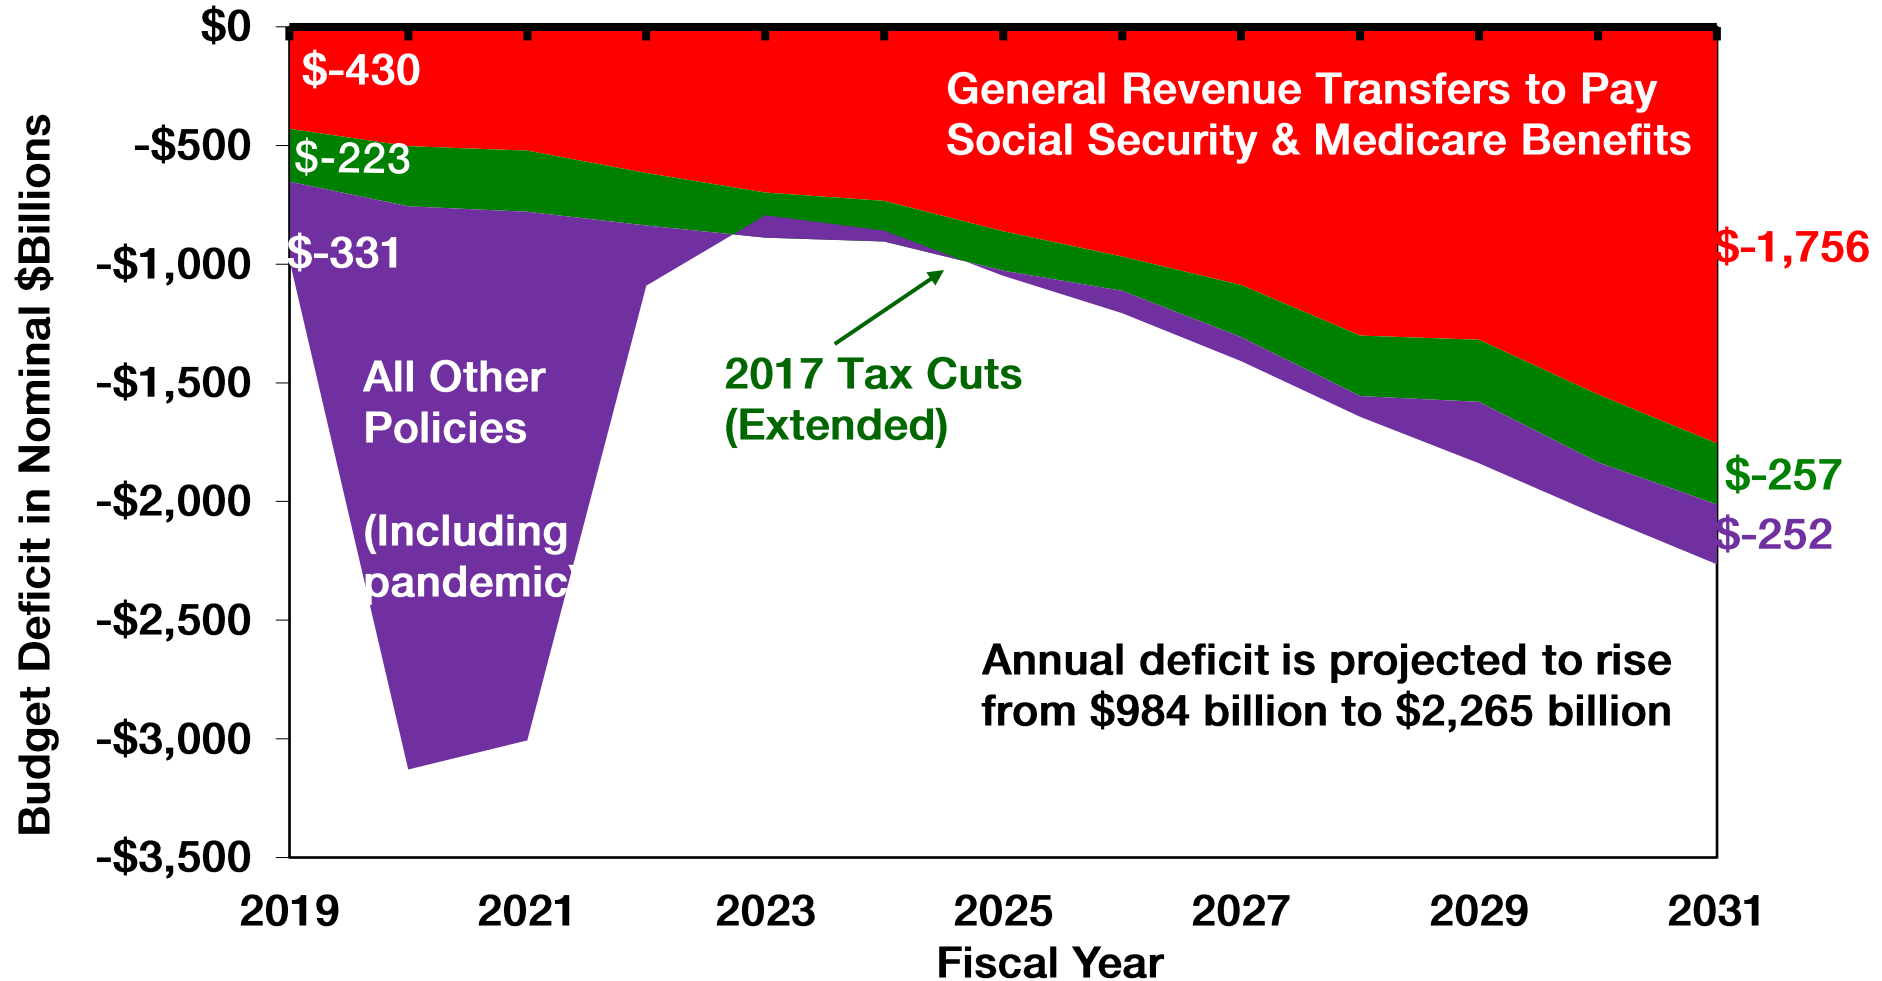 $0
-$500
-$1,000
-$1,500
-$2,000
-$2,500
-$3,000
-$3,500
Budget Deficit in Nominal $Billions
$-430
$-223
$-331
General Revenue Transfers to Pay
Social Security & Medicare Benefits
$-1,756
$-257
$-252
All Other
Policies
(Including
pandemic)
2017 Tax Cuts
(Extended)
Annual deficit is projected to rise
from $984 billion to $2,265 billion
2019
2021
2023
2025
2027
2029
2031
Fiscal Year